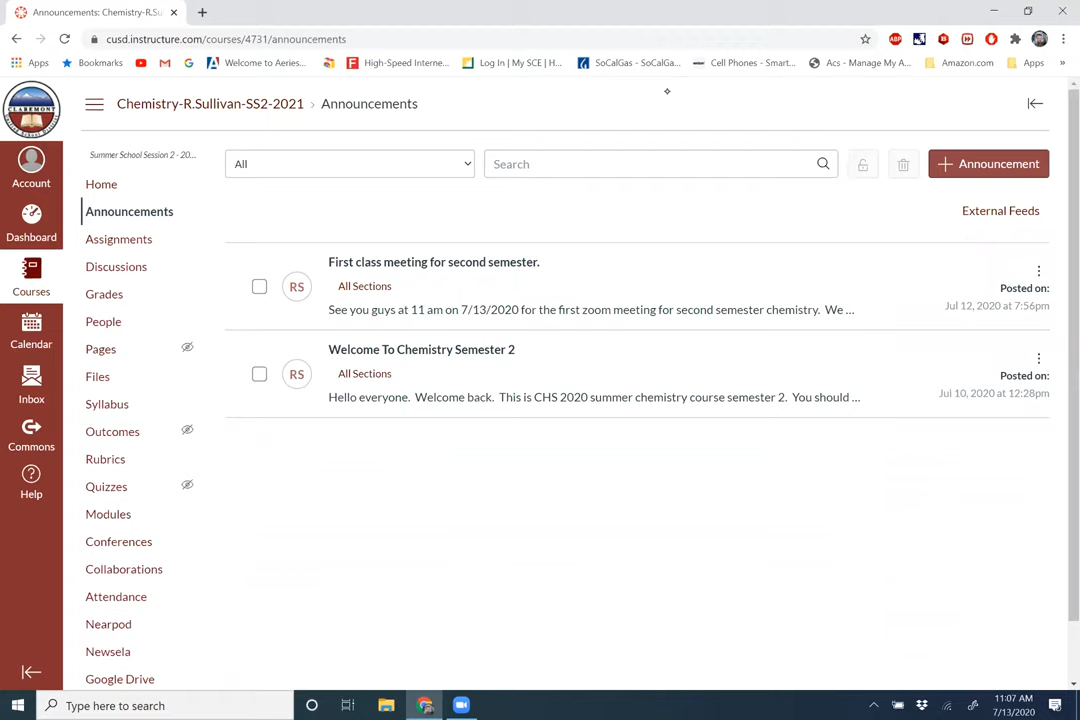 Announcements: Chemistry-R.Su
cusd.instructure.com/courses/4731/announcements
ABP
Apps
Bookmarks
Welcome to Aeries...
High-Speed Interne...
Log In | My SCE | H...
SoCalGas - SoCalGa...
Cell Phones - Smart...
Acs - Manage My A...
Amazon.com
Apps
»
CLAREMONT
Chemistry-R.Sullivan-SS2-2021 › Announcements
Summer School Session 2 - 20...
All
Search
+ Announcement
External Feeds
Account
Dashboard
Courses
Calendar
Inbox
Commons
Help
Home
Announcements
Assignments
Discussions
Grades
People
Pages
Files
Syllabus
Outcomes
Rubrics
Quizzes
Modules
Conferences
Collaborations
Attendance
Nearpod
Newsela
Google Drive
First class meeting for second semester.
RS
All Sections
See you guys at 11 am on 7/13/2020 for the first zoom meeting for second semester chemistry. We ...
Posted on:
Jul 12, 2020 at 7:56pm
Welcome To Chemistry Semester 2
RS
All Sections
Hello everyone. Welcome back. This is CHS 2020 summer chemistry course semester 2. You should ...
Posted on:
Jul 10, 2020 at 12:28pm
Type here to search
11:07 AM
7/13/2020